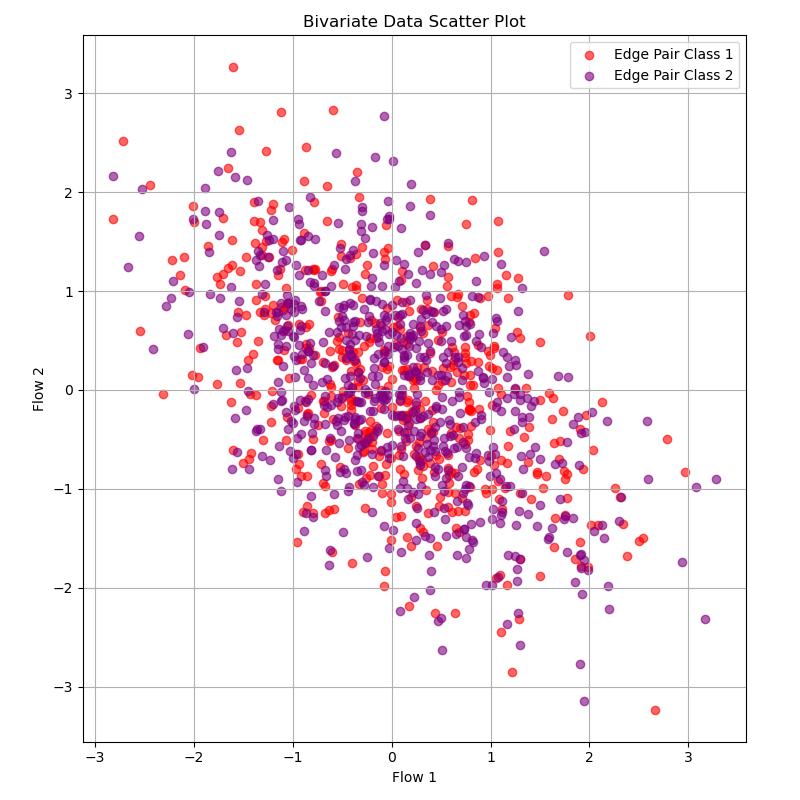 Bivariate Data Scatter Plot
Edge Pair Class 1
Edge Pair Class 2
3
2
1
0
−1
−2
−3
Flow 2
−3 −2 −1 0 1 2 3
Flow 1